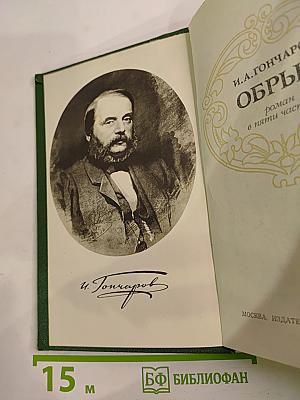 И. Гончаров
И.А.ГОНЧАРО
ОБРЫ
роман
в пяти част
МОСКВА. ИЗДАТЕ
15 м
БФ БИБЛИОФАН